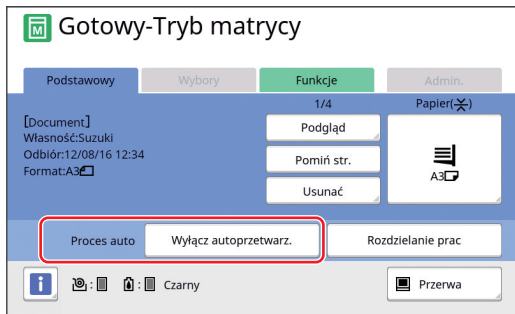 M
Gotowy-Tryb matrycy
Podstawowy
Wybory
Funkcje
Admin.
[Document]
Własność:Suzuki
Odbiór:12/08/16 12:34
Format:A3
1/4
Podgląd
Pomiń str.
Usunać
Papier(
)
A3
Proces auto
Wyłącz autoprzetwarz.
Rozdzielanie prac
i
:
:
Czarny
Przerwa